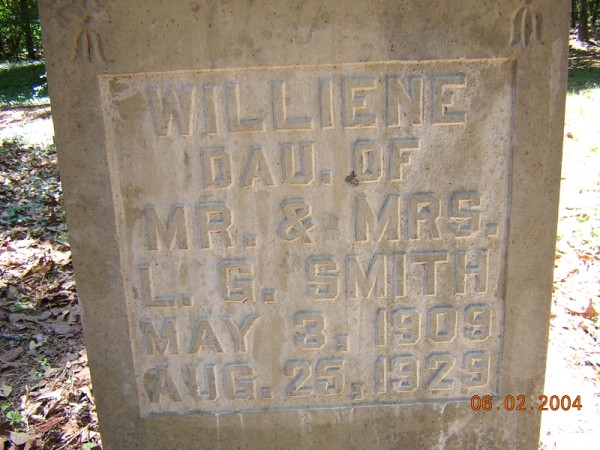 WILLIENE
DAU. OF
MR. & MRS.
L. G. SMITH
MAY 3, 1909
AUG. 25, 1929
06.02.2004